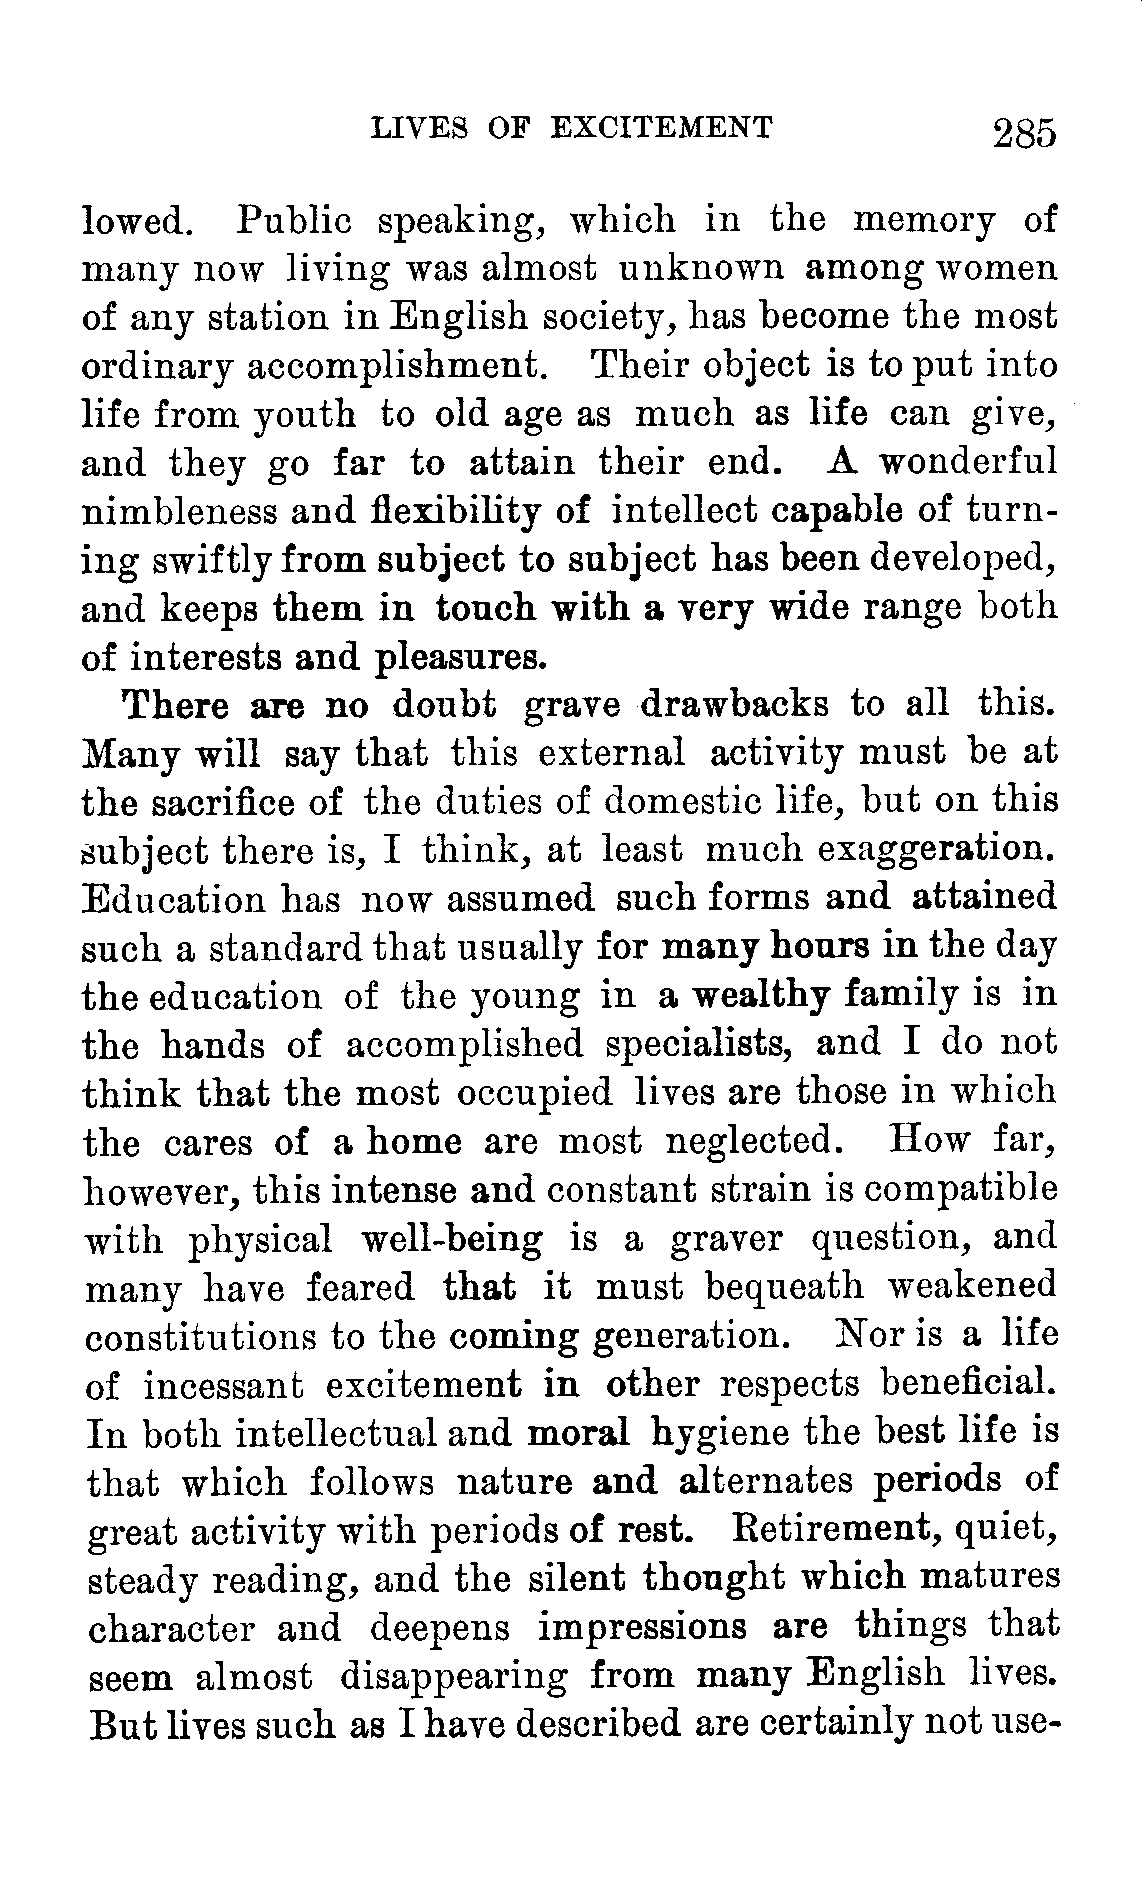 LIVES OF EXCITEMENT 285
lowed. Public speaking, which in the memory of
many now living was almost unknown among women
of any station in English society, has become the most
ordinary accomplishment. Their object is to put into
life from youth to old age as much as life can give,
and they go far to attain their end. A wonderful
nimbleness and flexibility of intellect capable of turn-
ing swiftly from subject to subject has been developed,
and keeps them in touch with a very wide range both
of interests and pleasures.
There are no doubt grave drawbacks to all this.
Many will say that this external activity must be at
the sacrifice of the duties of domestic life, but on this
subject there is, I think, at least much exaggeration.
Education has now assumed such forms and attained
such a standard that usually for many hours in the day
the education of the young in a wealthy family is in
the hands of accomplished specialists, and I do not
think that the most occupied lives are those in which
the cares of a home are most neglected. How far,
however, this intense and constant strain is compatible
with physical well-being is a graver question, and
many have feared that it must bequeath weakened
constitutions to the coming generation. Nor is a life
of incessant excitement in other respects beneficial.
In both intellectual and moral hygiene the best life is
that which follows nature and alternates periods of
great activity with periods of rest. Retirement, quiet,
steady reading, and the silent thought which matures
character and deepens impressions are things that
seem almost disappearing from many English lives.
But lives such as I have described are certainly not use-